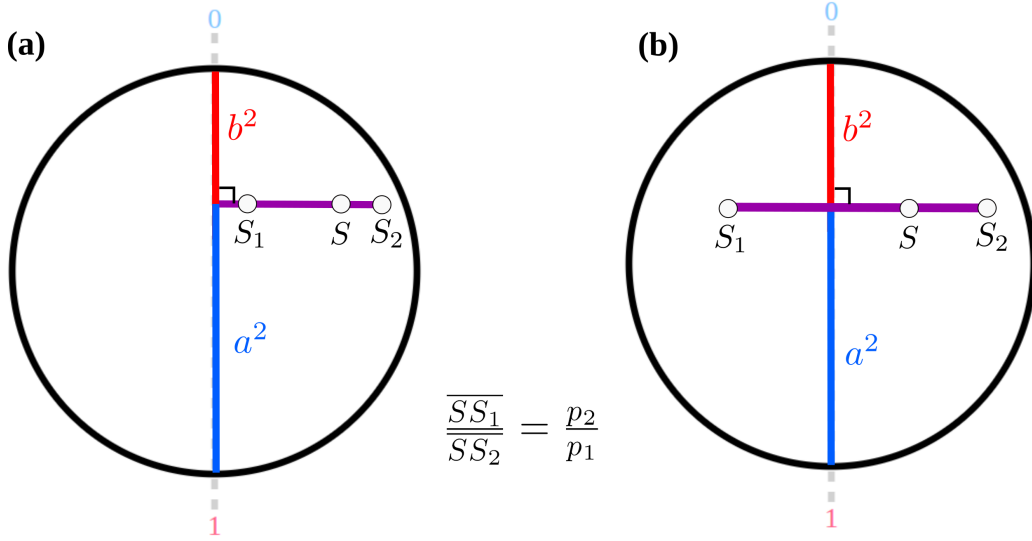 (a)
0
b²
S₁ S S₂
a²
1
SS₁/SS₂ = p₂/p₁
(b)
0
b²
S₁ S S₂
a²
1